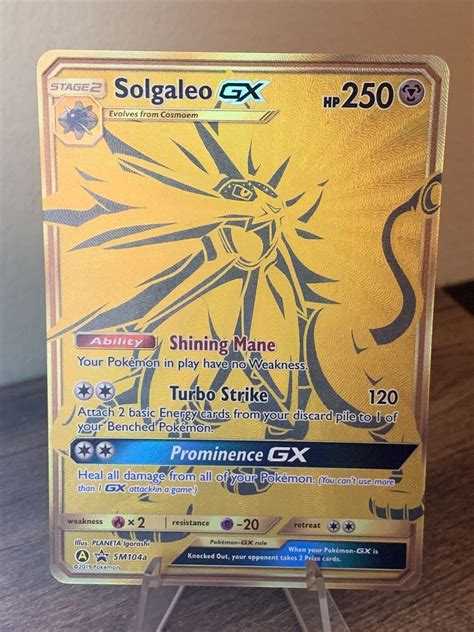 STAGE2 Solgaleo GX HP250
Evolves from Cosmoem
Ability Shining Mane
Your Pokémon in play have no Weakness.
Turbo Strike 120
Attach 2 basic Energy cards from your discard pile to 1 of
your Benched Pokémon.
Prominence GX
Heal all damage from all of your Pokémon. (You can't use more
than 1 GX attack in a game.)
weakness ×2 resistance -20 retreat
Illus. PLANETA Igarashi
Pokémon-GX rule
When your Pokémon-GX is
Knocked Out, your opponent takes 2 Prize cards.
A SM104a
©2019 Pokémon